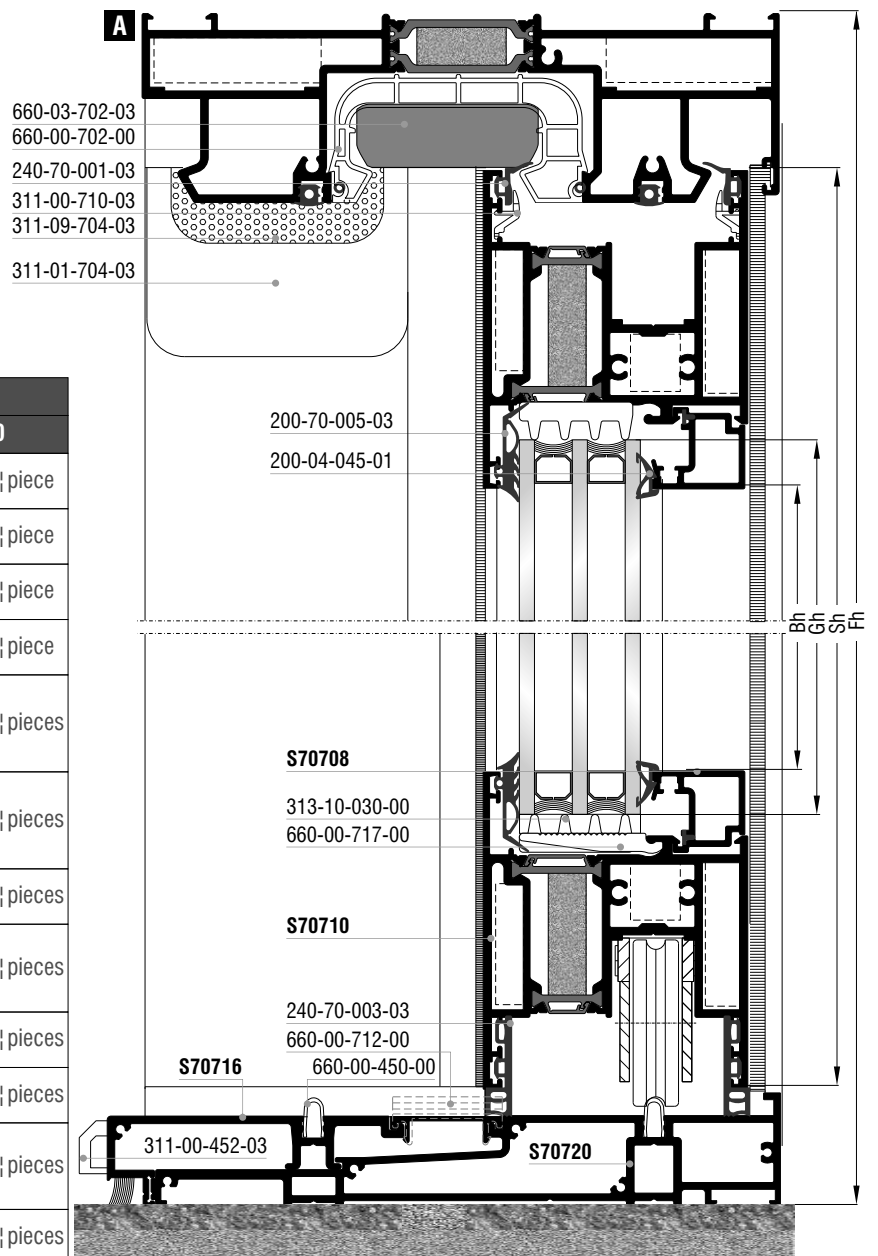 A
660-03-702-03
660-00-702-00
240-70-001-03
311-00-710-03
311-09-704-03
311-01-704-03
200-70-005-03
200-04-045-01
Bh
Gh
Sh
Fh
S70708
313-10-030-00
660-00-717-00
S70710
240-70-003-03
660-00-712-00
S70716
660-00-450-00
311-00-452-03
S70720
0
piece
piece
piece
piece
pieces
pieces
pieces
pieces
pieces
pieces
pieces
pieces